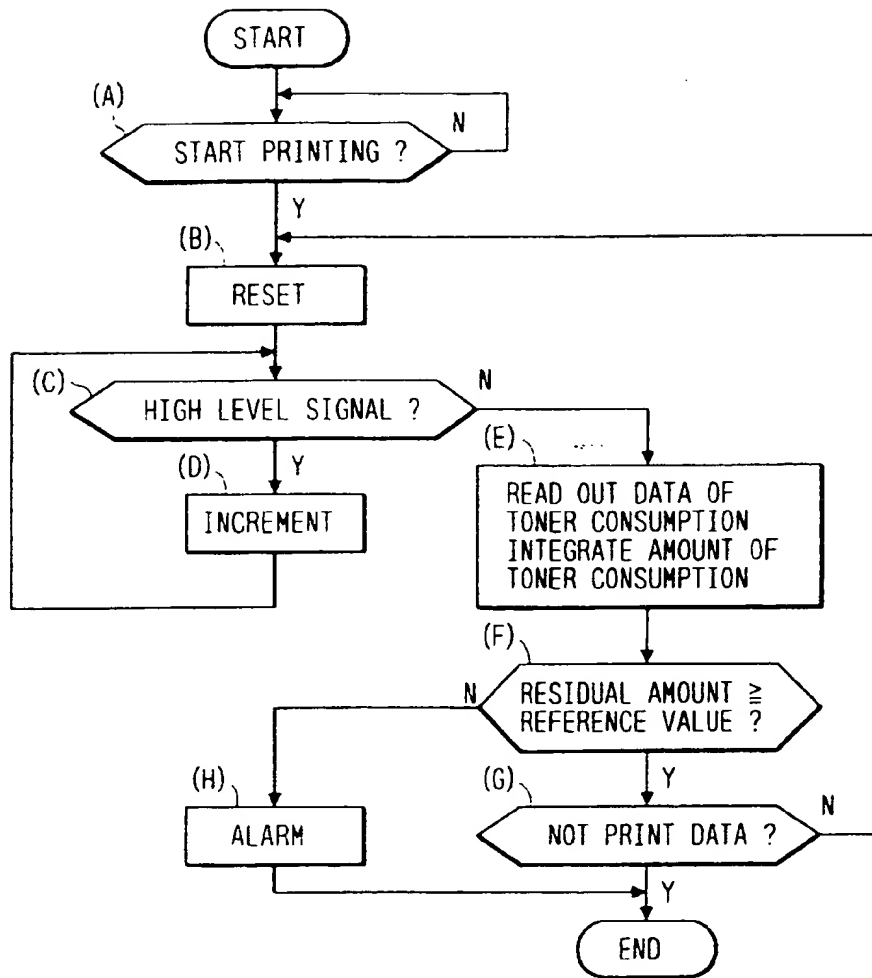 START
(A)
N
START PRINTING ?
Y
(B)
RESET
(C)
N
HIGH LEVEL SIGNAL ?
(E)
(D)
Y
READ OUT DATA OF
TONER CONSUMPTION
INTEGRATE AMOUNT OF
TONER CONSUMPTION
INCREMENT
(F)
N
RESIDUAL AMOUNT ≧
REFERENCE VALUE ?
Y
(H)
(G)
N
ALARM
NOT PRINT DATA ?
Y
END